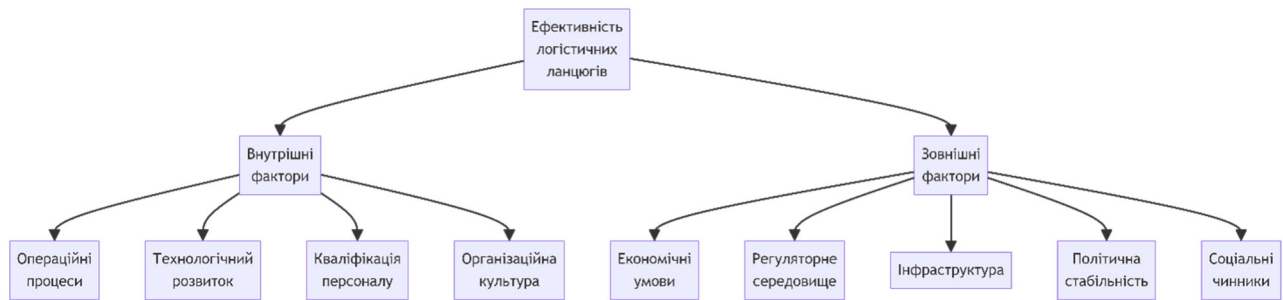 Ефективність
логістичних
ланцюгів
Внутрішні
фактори
Зовнішні
фактори
Операційні
процеси
Технологічний
розвиток
Кваліфікація
персоналу
Організаційна
культура
Економічні
умови
Регуляторне
середовище
Інфраструктура
Політична
стабільність
Соціальні
чинники